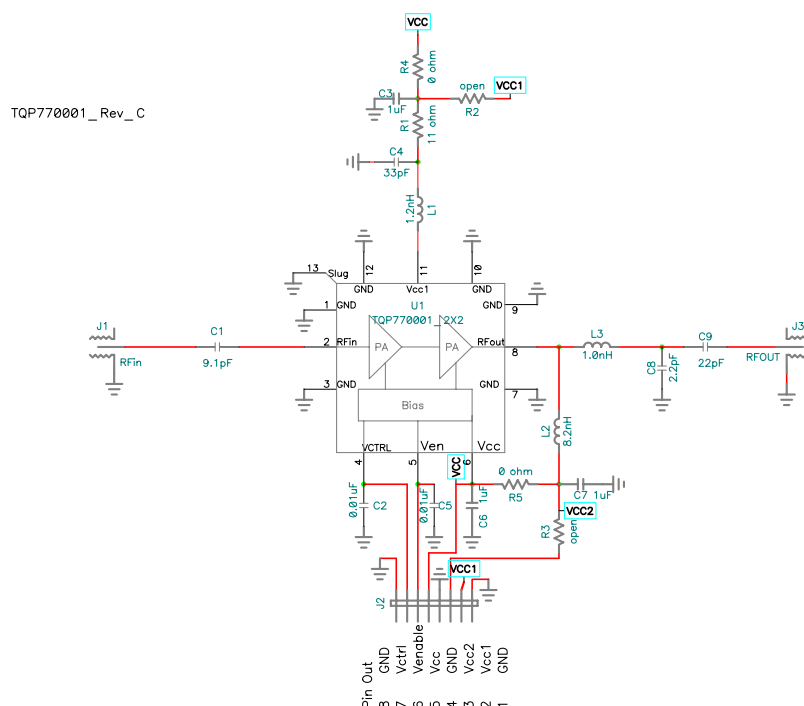 VCC
R4
0 ohm
C3
1uF
open
VCC1
R2
TQP770001_Rev_C
R1
11 ohm
C4
33pF
1.2nH
L1
13
Slug
12
11
10
GND
Vcc1
GND
1
GND
U1
GND
9
TQP770001_2X2
J1
C1
2
RFin
PA
PA
RFout
8
L3
C9
J3
RFin
9.1pF
1.0nH
C8
2.2pF
22pF
RFOUT
3
GND
GND
7
Bias
L2
8.2nH
VCTRL
Ven
Vcc
4
5
6
VCC
0 ohm
R5
C7
1uF
0.01uF
C2
0.01uF
C5
1uF
C6
VCC2
R3
open
VCC1
J2
Pin Out
8 GND
7 Vctrl
6 Venable
5 Vcc
4 GND
3 Vcc2
2 Vcc1
1 GND